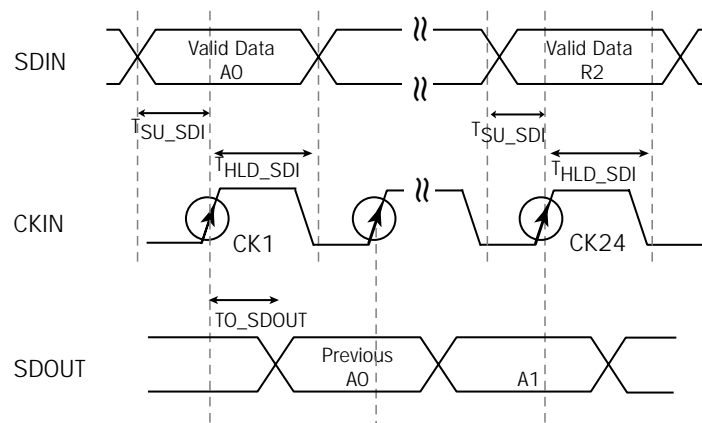 SDIN
Valid Data
A0
Valid Data
R2
TSU_SDI
TSU_SDI
THLD_SDI
THLD_SDI
CKIN
CK1
CK24
TO_SDOUT
SDOUT
Previous
A0
A1